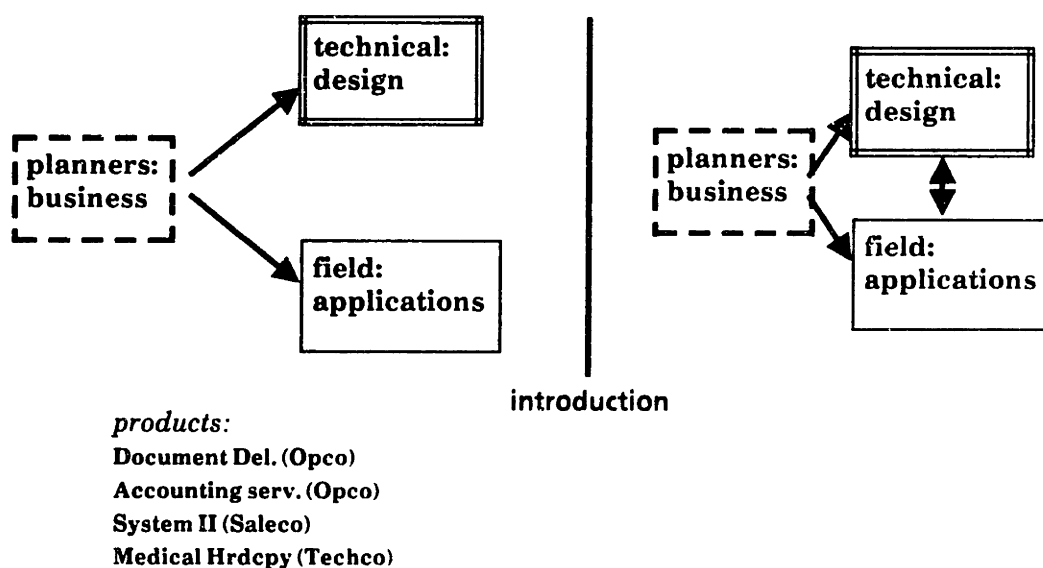 technical:
design
planners:
business
field:
applications
technical:
design
planners:
business
field:
applications
introduction
products:
Document Del. (Opco)
Accounting serv. (Opco)
System II (Saleco)
Medical Hrdcpy (Techco)